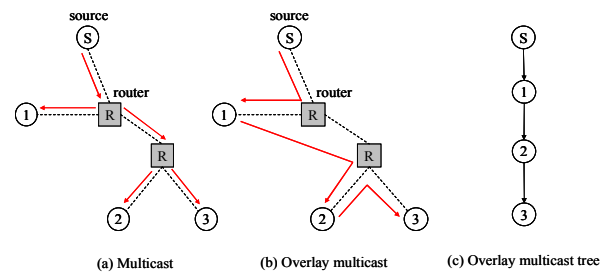 source
S
router
1
R
R
2
3
(a) Multicast
source
S
router
1
R
R
2
3
(b) Overlay multicast
S
1
2
3
(c) Overlay multicast tree